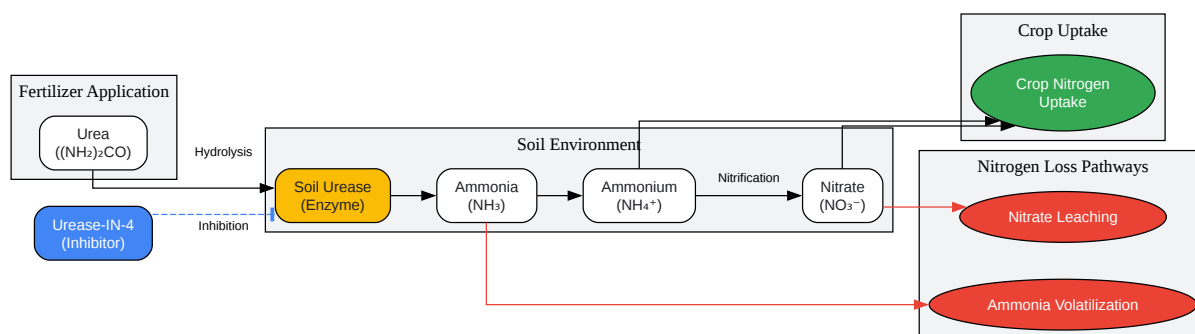 Fertilizer Application
Urea
((NH₂)₂CO)
Urease-IN-4
(Inhibitor)
Hydrolysis
Inhibition
Soil Environment
Soil Urease
(Enzyme)
Ammonia
(NH₃)
Ammonium
(NH₄⁺)
Nitrification
Nitrate
(NO₃⁻)
Crop Uptake
Crop Nitrogen
Uptake
Nitrogen Loss Pathways
Nitrate Leaching
Ammonia Volatilization